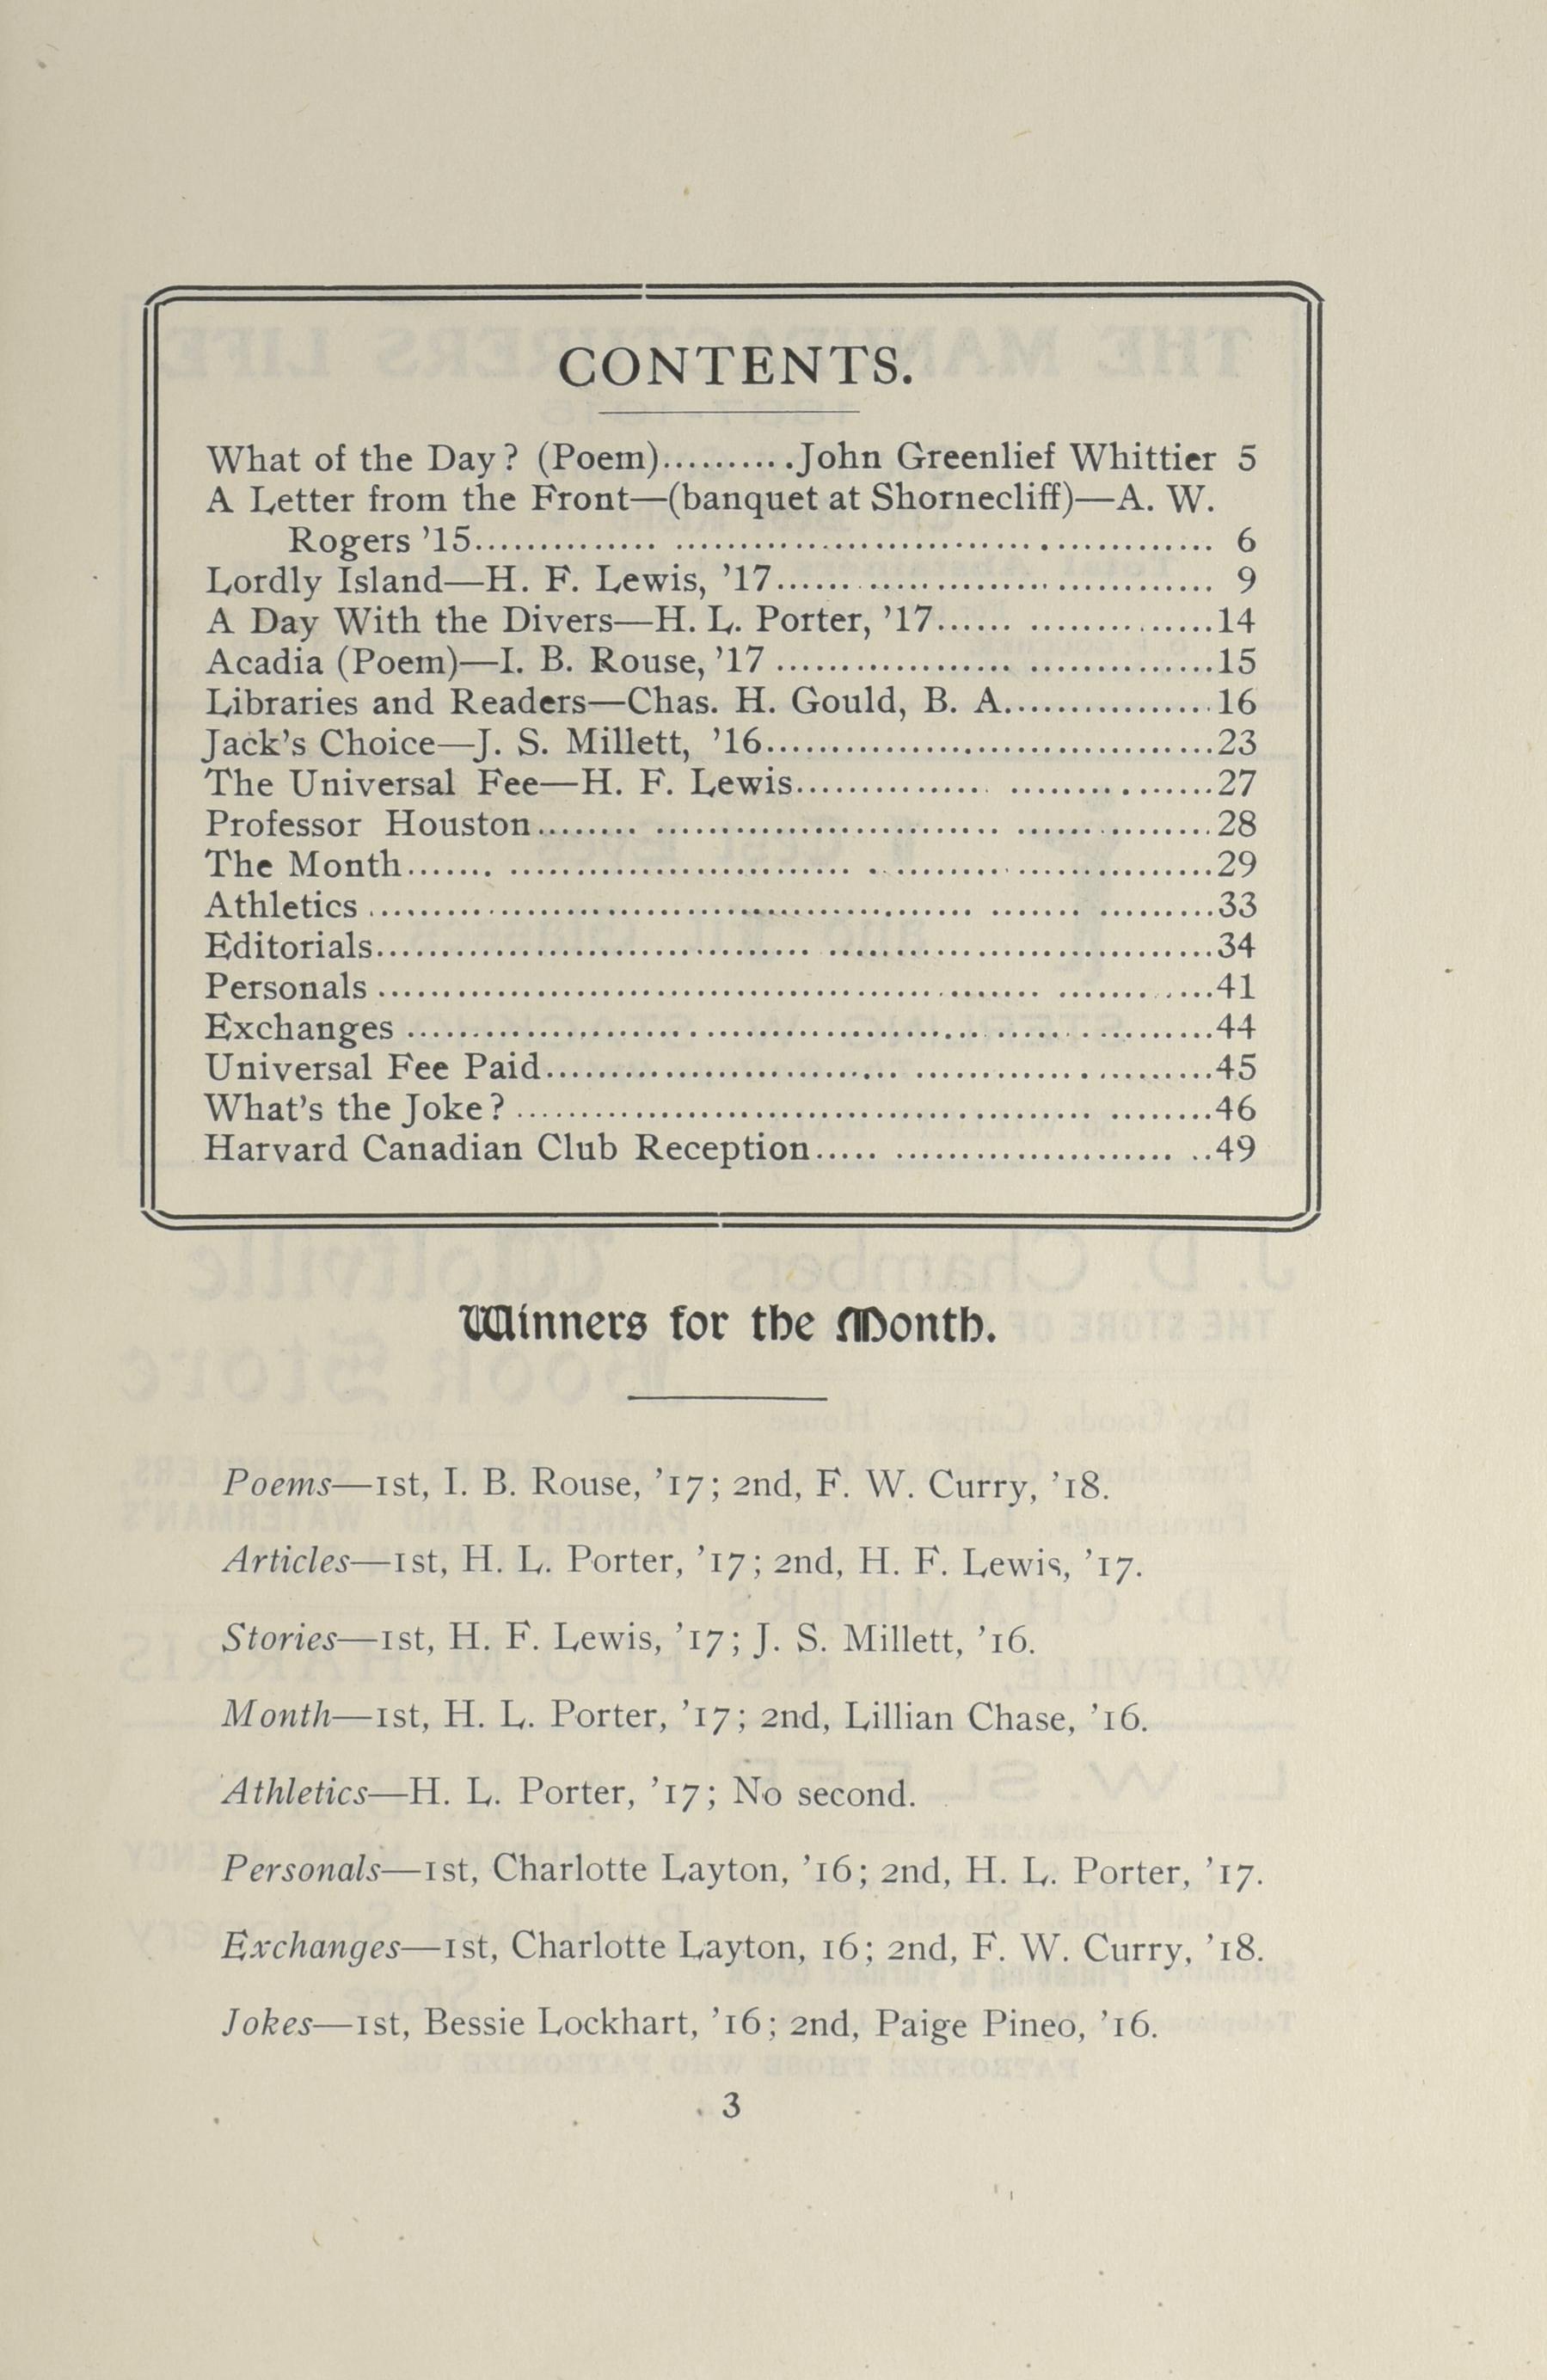 CONTENTS.
What of the Day? (Poem)..........John Greenlief Whittier 5
A Letter from the Front—(banquet at Shornecliff)—A. W.
Rogers '15.................................................. 6
Lordly Island—H. F. Lewis, '17.................................. 9
A Day With the Divers—H. L. Porter, '17...... ..............14
Acadia (Poem)—I. B. Rouse, '17 .................. ..............15
Libraries and Readers—Chas. H. Gould, B. A.................16
Jack's Choice—J. S. Millett, '16..................................23
The Universal Fee—H. F. Lewis............... ................27
Professor Houston........ .......................... ...............28
The Month....... .......................... ..........................29
Athletics .............................................. ....... .........33
Editorials................................. ..............................34
Personals .................................................. ............41
Exchanges ..............................................................44
Universal Fee Paid........................... .......................45
What's the Joke? ............................................ ........46
Harvard Canadian Club Reception..... ..................... ..49
Winners for the Month.
Poems—1st, I. B. Rouse, '17; 2nd, F. W. Curry, '18.
Articles—1st, H. L. Porter, '17; 2nd, H. F. Lewis, '17.
Stories—1st, H. F. Lewis, '17; J. S. Millett, '16.
Month—1st, H. L. Porter, '17; 2nd, Lillian Chase, '16.
Athletics—H. L. Porter, '17; No second.
Personals—1st, Charlotte Layton, '16; 2nd, H. L. Porter, '17.
Exchanges—1st, Charlotte Layton, 16; 2nd, F. W. Curry, '18.
Jokes—1st, Bessie Lockhart, '16; 2nd, Paige Pineo, '16.
3